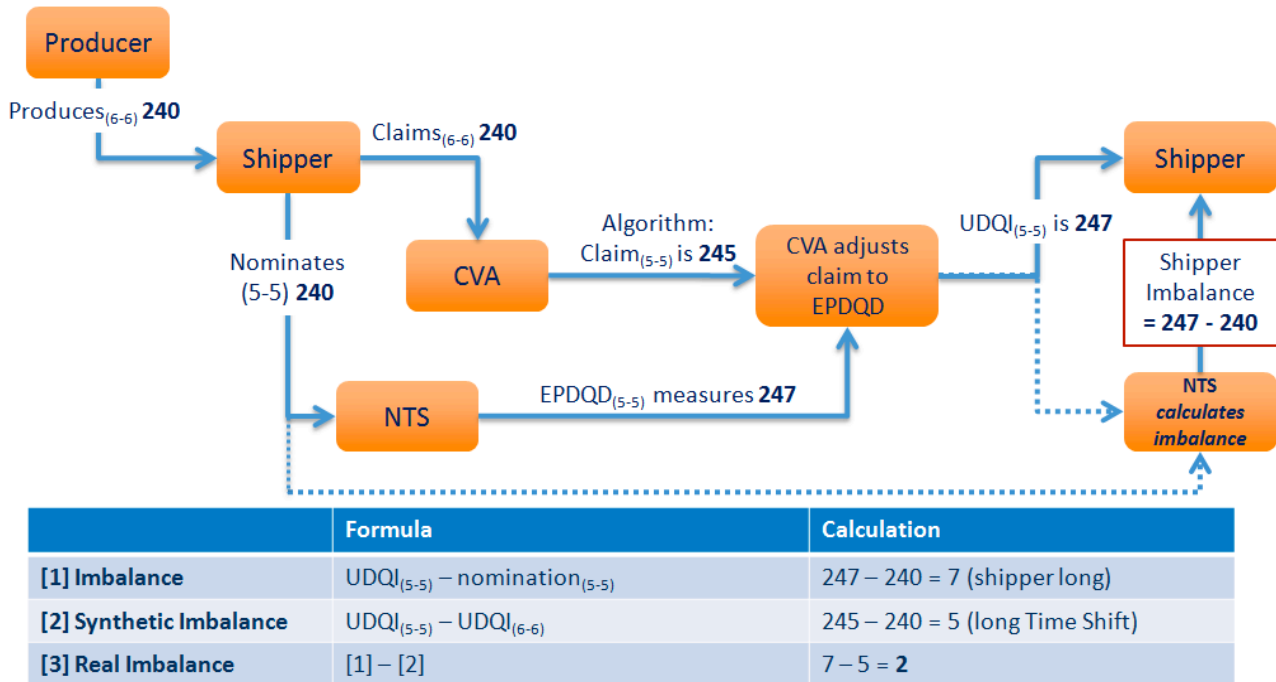 Producer
Produces(6-6) 240
Shipper
Claims(6-6) 240
Nominates
(5-5) 240
CVA
Algorithm:
Claim(5-5) is 245
CVA adjusts
claim to
EPDQD
UDQI(5-5) is 247
Shipper
Shipper
Imbalance
= 247 - 240
NTS
EPDQD(5-5) measures 247
NTS
calculates
imbalance
Formula Calculation
[1] Imbalance UDQI(5-5) – nomination(5-5) 247 – 240 = 7 (shipper long)
[2] Synthetic Imbalance UDQI(5-5) – UDQI(6-6) 245 – 240 = 5 (long Time Shift)
[3] Real Imbalance [1] – [2] 7 – 5 = 2